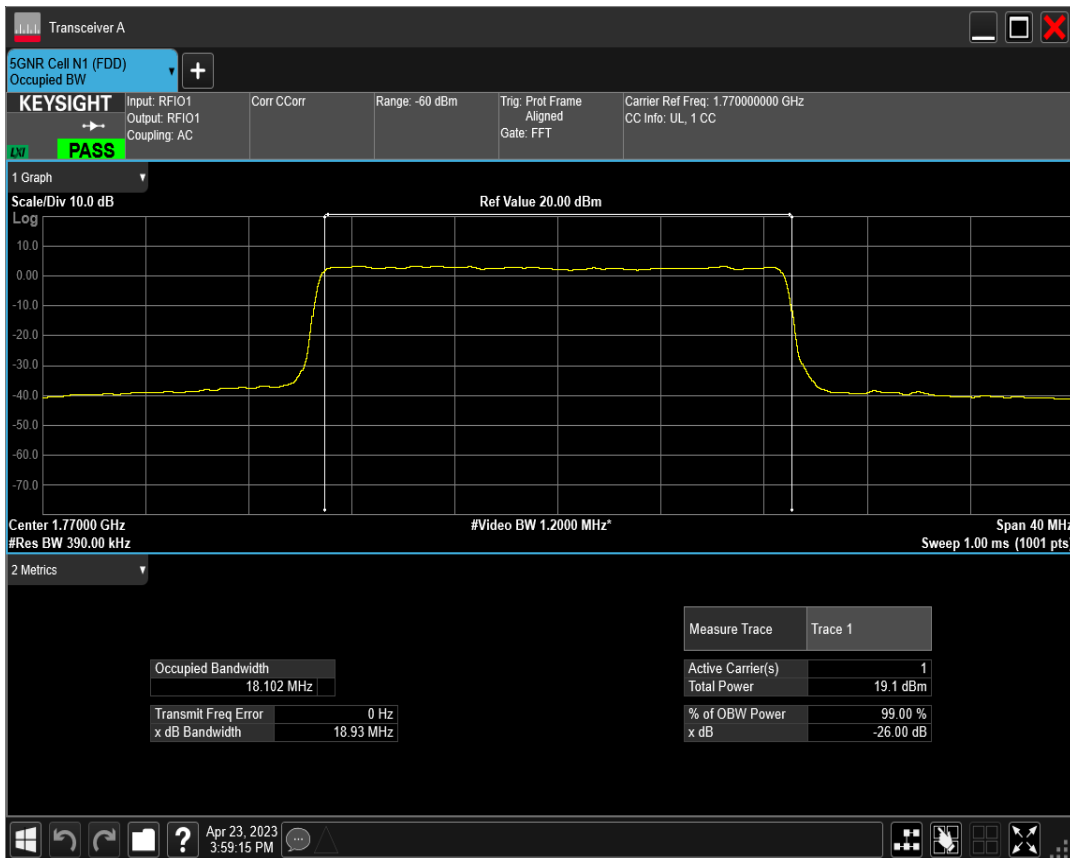 Transceiver A
5GNR Cell N1 (FDD)
Occupied BW
+
KEYSIGHT
LXI
PASS
Input: RFIO1
Output: RFIO1
Coupling: AC
Corr CCorr
Range: -60 dBm
Trig: Prot Frame
Aligned
Gate: FFT
Carrier Ref Freq: 1.770000000 GHz
CC Info: UL, 1 CC
1 Graph
Scale/Div 10.0 dB
Ref Value 20.00 dBm
Log
10.0
0.00
-10.0
-20.0
-30.0
-40.0
-50.0
-60.0
-70.0
Center 1.77000 GHz
#Video BW 1.2000 MHz*
Span 40 MHz
#Res BW 390.00 kHz
Sweep 1.00 ms (1001 pts)
2 Metrics
Measure Trace
Trace 1
Occupied Bandwidth
18.102 MHz
Active Carrier(s) 1
Total Power 19.1 dBm
Transmit Freq Error 0 Hz
x dB Bandwidth 18.93 MHz
% of OBW Power 99.00 %
x dB -26.00 dB
?
Apr 23, 2023
3:59:15 PM